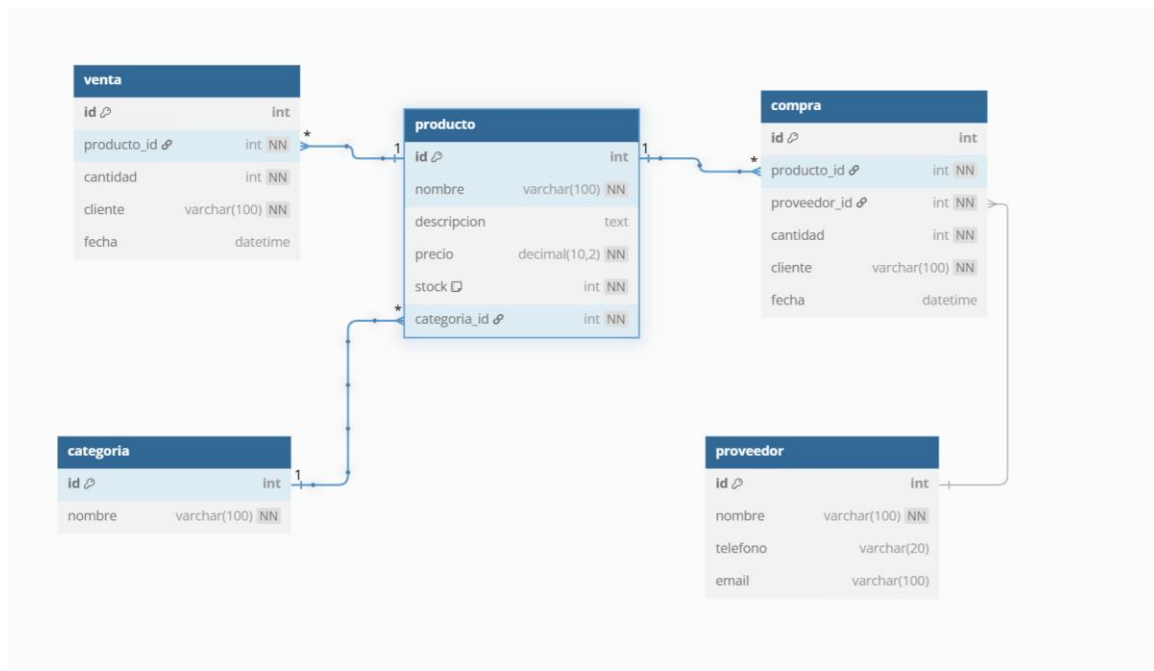 venta
id int
producto_id int NN
cantidad int NN
cliente varchar(100) NN
fecha datetime
*
1
producto
id int
nombre varchar(100) NN
descripcion text
precio decimal(10,2) NN
stock int NN
categoria_id int NN
*
1
*
compra
id int
producto_id int NN
proveedor_id int NN
cantidad int NN
cliente varchar(100) NN
fecha datetime
categoria
id int
nombre varchar(100) NN
1
proveedor
id int
nombre varchar(100) NN
telefono varchar(20)
email varchar(100)